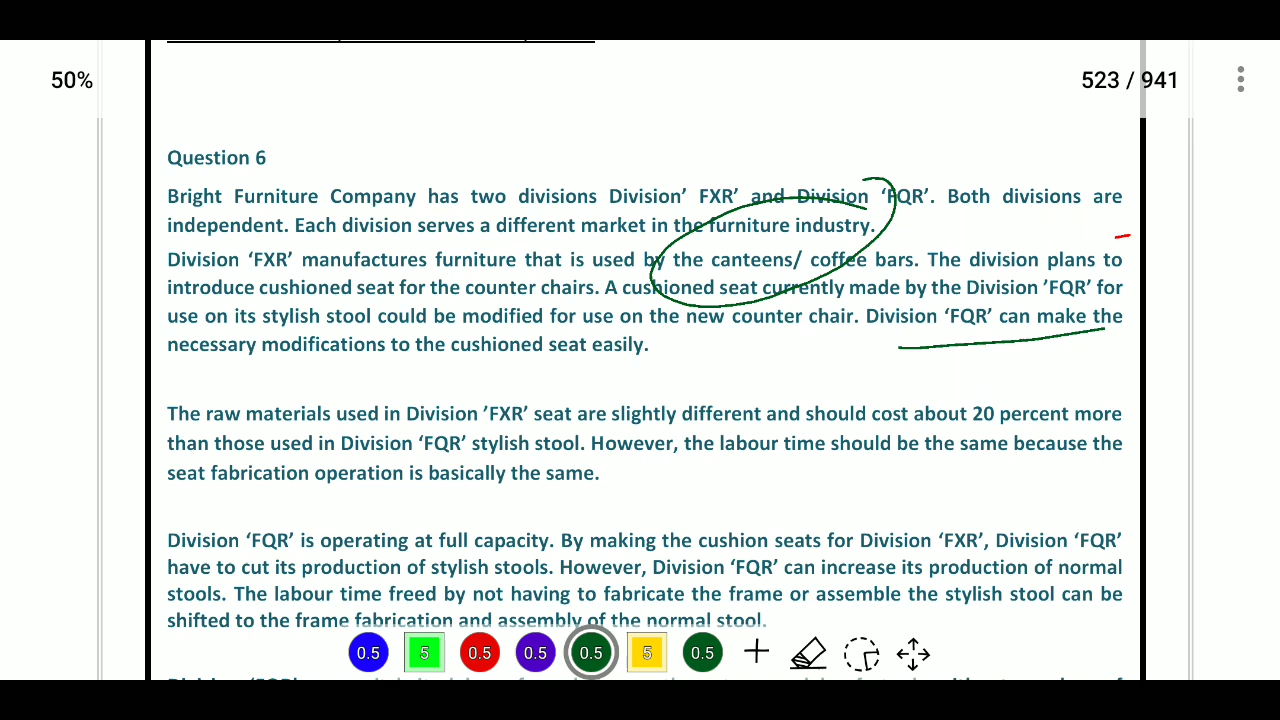 50%
523 / 941
Question 6
Bright Furniture Company has two divisions Division’ FXR’ and Division ‘FQR’. Both divisions are
independent. Each division serves a different market in the furniture industry.
Division ‘FXR’ manufactures furniture that is used by the canteens/ coffee bars. The division plans to
introduce cushioned seat for the counter chairs. A cushioned seat currently made by the Division ’FQR’ for
use on its stylish stool could be modified for use on the new counter chair. Division ‘FQR’ can make the
necessary modifications to the cushioned seat easily.
The raw materials used in Division ’FXR’ seat are slightly different and should cost about 20 percent more
than those used in Division ‘FQR’ stylish stool. However, the labour time should be the same because the
seat fabrication operation is basically the same.
Division ‘FQR’ is operating at full capacity. By making the cushion seats for Division ‘FXR’, Division ‘FQR’
have to cut its production of stylish stools. However, Division ‘FQR’ can increase its production of normal
stools. The labour time freed by not having to fabricate the frame or assemble the stylish stool can be
shifted to the frame fabrication and assembly of the normal stool.
0.5 5 0.5 0.5 0.5 5 0.5